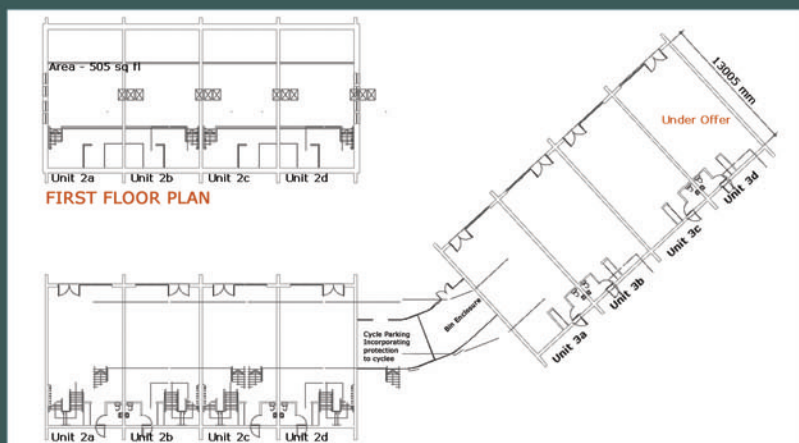 Area - 505 sq fl
Unit 2a Unit 2b Unit 2c Unit 2d
FIRST FLOOR PLAN
13005 mm
Under Offer
Unit 3d
Unit 3c
Unit 3b
Unit 3a
Bin Enclosure
Cycle Parking
Incorporating
protection
to cyclee
Unit 2a Unit 2b Unit 2c Unit 2d